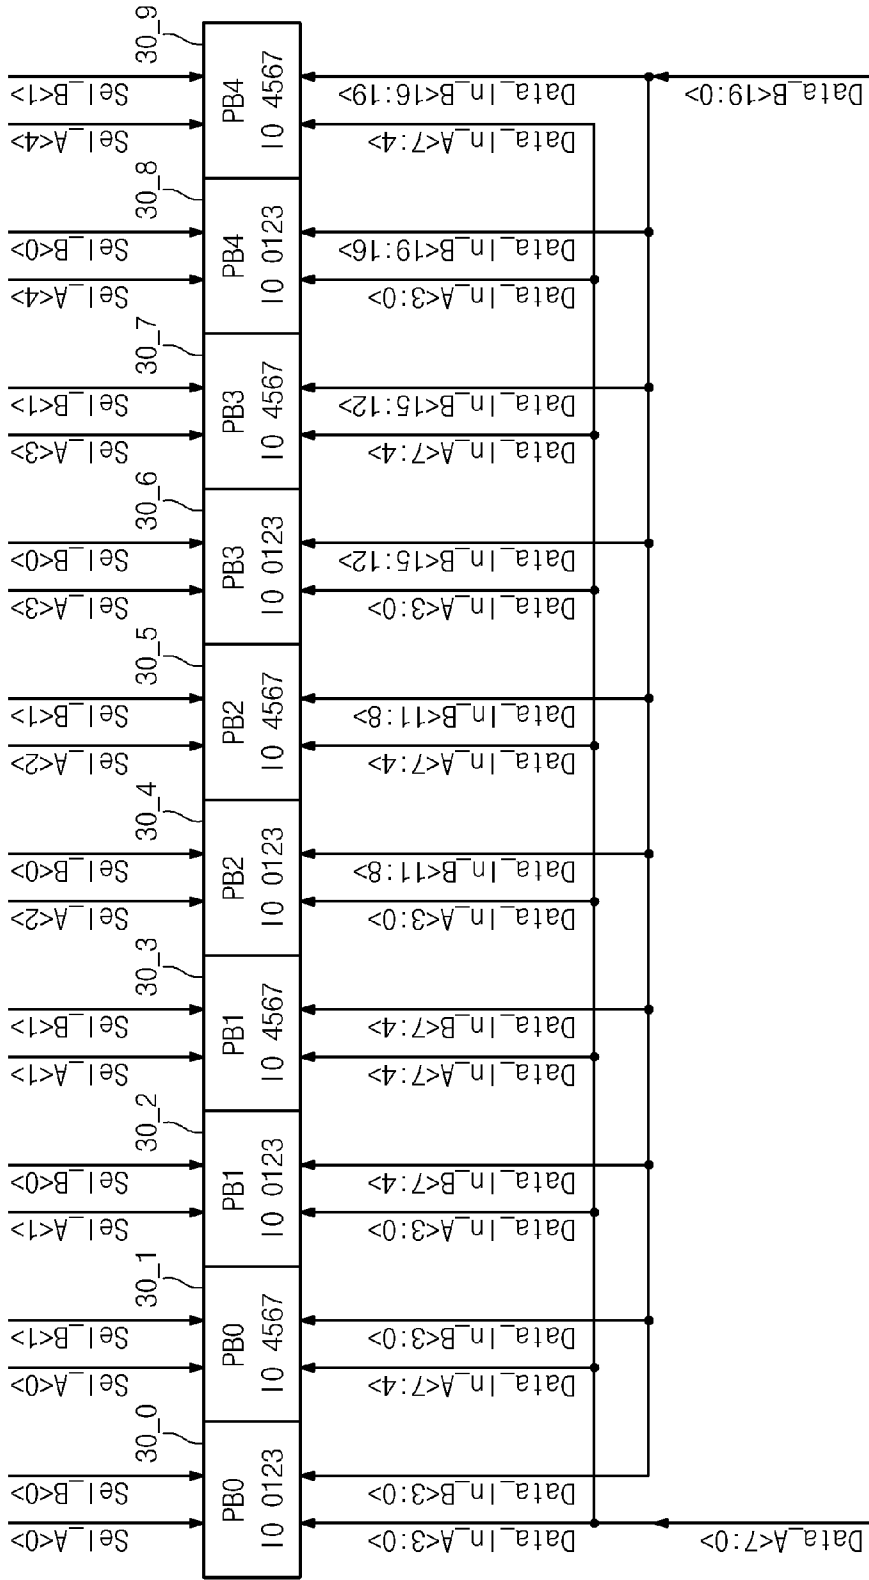 30_9
Sel_B<1>
Sel_A<4>
PB4
IO 4567
Data_In_B<16:19>
Data_In_A<7:4>
30_8
Sel_B<0>
Sel_A<4>
PB4
IO 0123
Data_In_B<19:16>
Data_In_A<3:0>
30_7
Sel_B<1>
Sel_A<3>
PB3
IO 4567
Data_In_B<15:12>
Data_In_A<7:4>
30_6
Sel_B<0>
Sel_A<3>
PB3
IO 0123
Data_In_B<15:12>
Data_In_A<3:0>
30_5
Sel_B<1>
Sel_A<2>
PB2
IO 4567
Data_In_B<11:8>
Data_In_A<7:4>
30_4
Sel_B<0>
Sel_A<2>
PB2
IO 0123
Data_In_B<11:8>
Data_In_A<3:0>
30_3
Sel_B<1>
Sel_A<1>
PB1
IO 4567
Data_In_B<7:4>
Data_In_A<7:4>
30_2
Sel_B<0>
Sel_A<1>
PB1
IO 0123
Data_In_B<7:4>
Data_In_A<3:0>
30_1
Sel_B<1>
Sel_A<0>
PB0
IO 4567
Data_In_B<3:0>
Data_In_A<7:4>
30_0
Sel_B<0>
Sel_A<0>
PB0
IO 0123
Data_In_B<3:0>
Data_In_A<3:0>
Data_B<19:0>
Data_A<7:0>